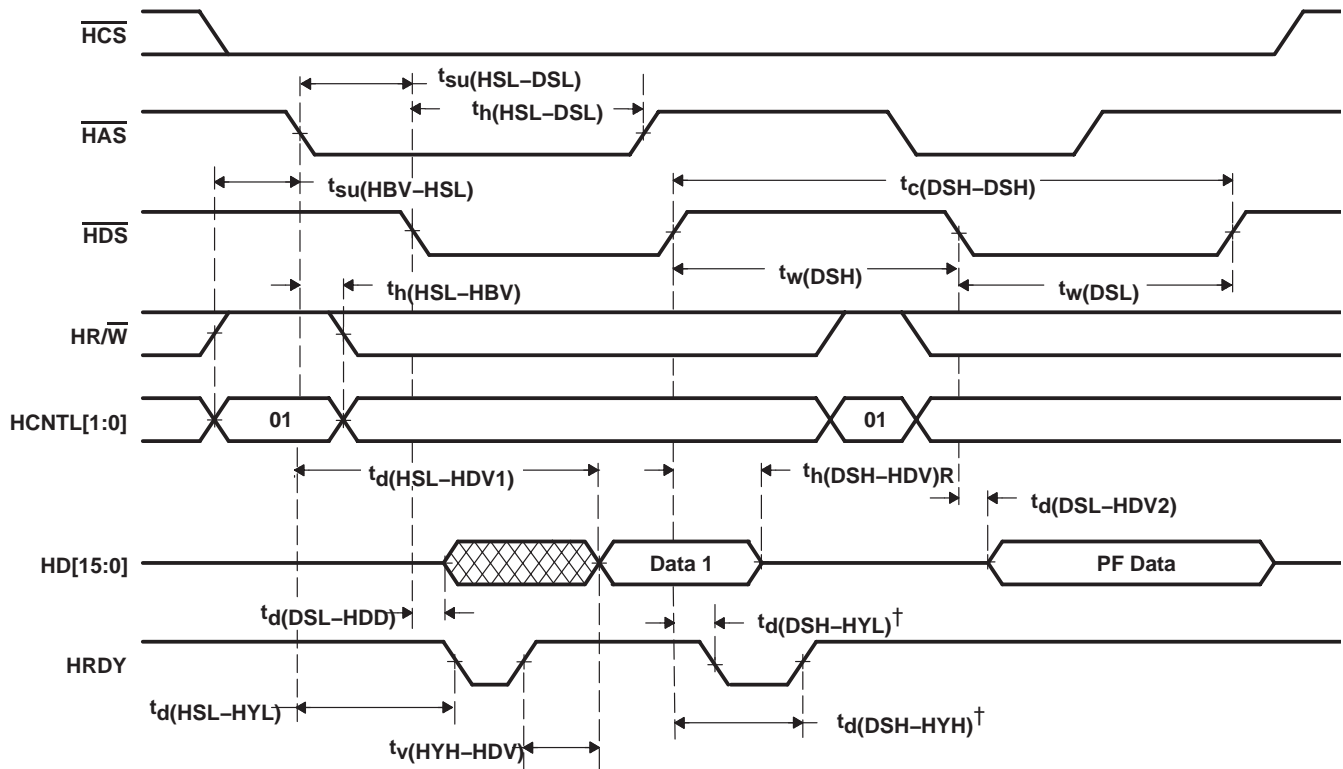 HCS
tsu(HSL–DSL)
th(HSL–DSL)
HAS
tsu(HBV–HSL)
tc(DSH–DSH)
HDS
tw(DSH)
th(HSL–HBV)
tw(DSL)
HR/W
HCNTL[1:0]
01
01
td(HSL–HDV1)
th(DSH–HDV)R
td(DSL–HDV2)
HD[15:0]
Data 1
PF Data
td(DSL–HDD)
td(DSH–HYL)†
HRDY
td(HSL–HYL)
td(DSH–HYH)†
tv(HYH–HDV)